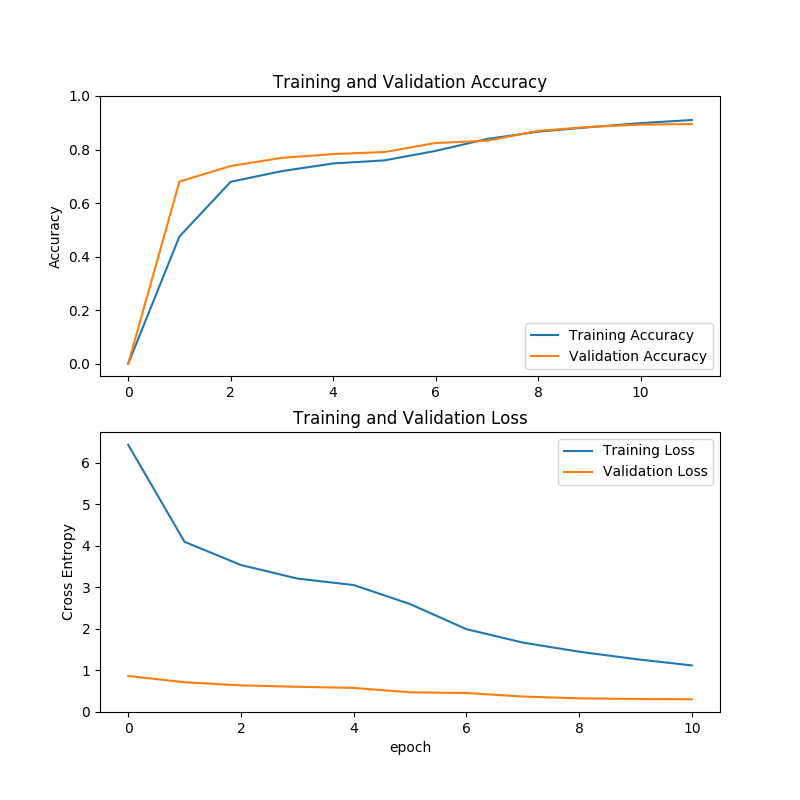 Training and Validation Accuracy
1.0
0.8
0.6
0.4
0.2
0.0
Accuracy
Training Accuracy
Validation Accuracy
0 2 4 6 8 10
Training and Validation Loss
6
5
4
3
2
1
0
Cross Entropy
Training Loss
Validation Loss
0 2 4 6 8 10
epoch